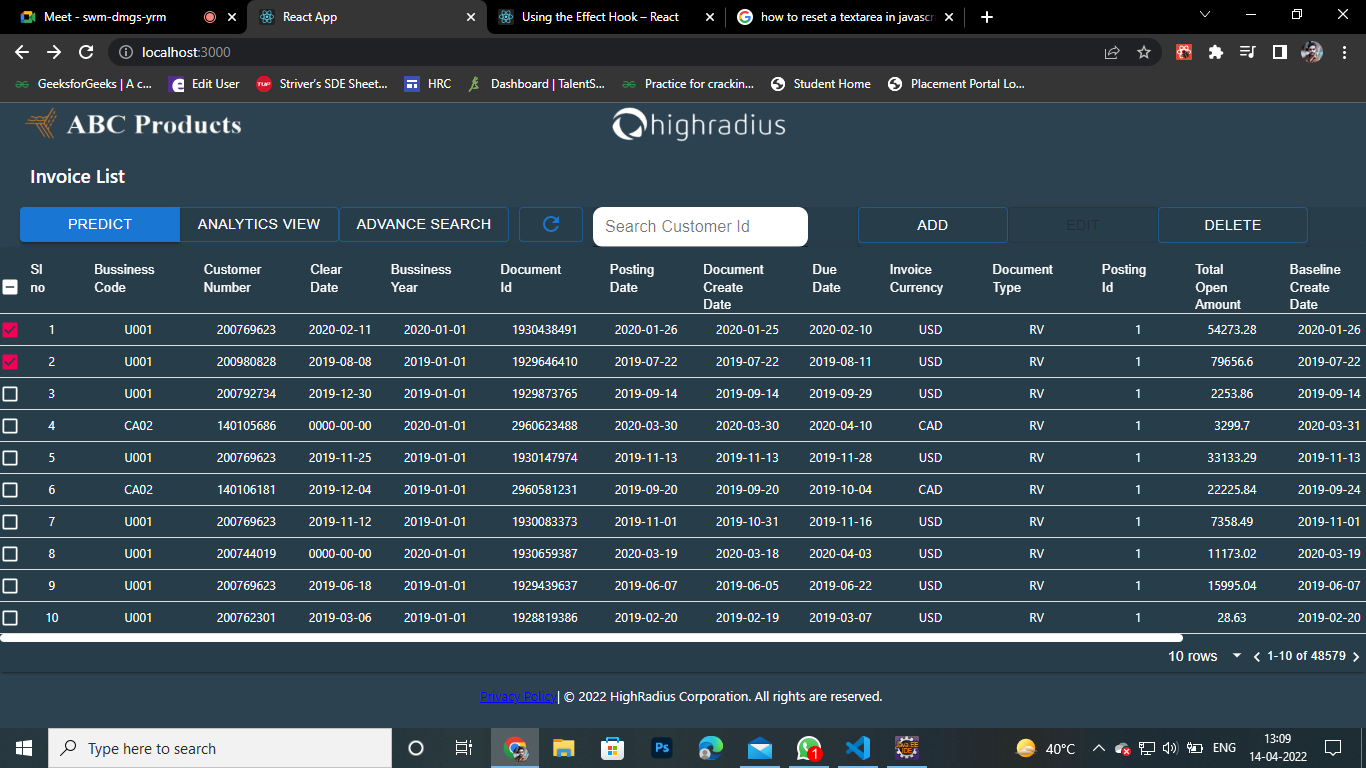 Meet - swm-dmgs-yrm
React App
Using the Effect Hook – React
how to reset a textarea in javascri
localhost:3000
GeeksforGeeks | A c...
Edit User
Striver's SDE Sheet...
HRC
Dashboard | TalentS...
Practice for crackin...
Student Home
Placement Portal Lo...
ABC Products
highradius
Invoice List
PREDICT ANALYTICS VIEW ADVANCE SEARCH Search Customer Id ADD EDIT DELETE
Sl no Bussiness Code Customer Number Clear Date Bussiness Year Document Id Posting Date Document Create Date Due Date Invoice Currency Document Type Posting Id Total Open Amount Baseline Create Date
1 U001 200769623 2020-02-11 2020-01-01 1930438491 2020-01-26 2020-01-25 2020-02-10 USD RV 1 54273.28 2020-01-26
2 U001 200980828 2019-08-08 2019-01-01 1929646410 2019-07-22 2019-07-22 2019-08-11 USD RV 1 79656.6 2019-07-22
3 U001 200792734 2019-12-30 2019-01-01 1929873765 2019-09-14 2019-09-14 2019-09-29 USD RV 1 2253.86 2019-09-14
4 CA02 140105686 0000-00-00 2020-01-01 2960623488 2020-03-30 2020-03-30 2020-04-10 CAD RV 1 3299.7 2020-03-31
5 U001 200769623 2019-11-25 2019-01-01 1930147974 2019-11-13 2019-11-13 2019-11-28 USD RV 1 33133.29 2019-11-13
6 CA02 140106181 2019-12-04 2019-01-01 2960581231 2019-09-20 2019-09-20 2019-10-04 CAD RV 1 22225.84 2019-09-24
7 U001 200769623 2019-11-12 2019-01-01 1930083373 2019-11-01 2019-10-31 2019-11-16 USD RV 1 7358.49 2019-11-01
8 U001 200744019 0000-00-00 2020-01-01 1930659387 2020-03-19 2020-03-18 2020-04-03 USD RV 1 11173.02 2020-03-19
9 U001 200769623 2019-06-18 2019-01-01 1929439637 2019-06-07 2019-06-05 2019-06-22 USD RV 1 15995.04 2019-06-07
10 U001 200762301 2019-03-06 2019-01-01 1928819386 2019-02-20 2019-02-19 2019-03-07 USD RV 1 28.63 2019-02-20
10 rows 1-10 of 48579
Privacy Policy| © 2022 HighRadius Corporation. All rights are reserved.
Type here to search
Ps
1
40°C
ENG
13:09
14-04-2022